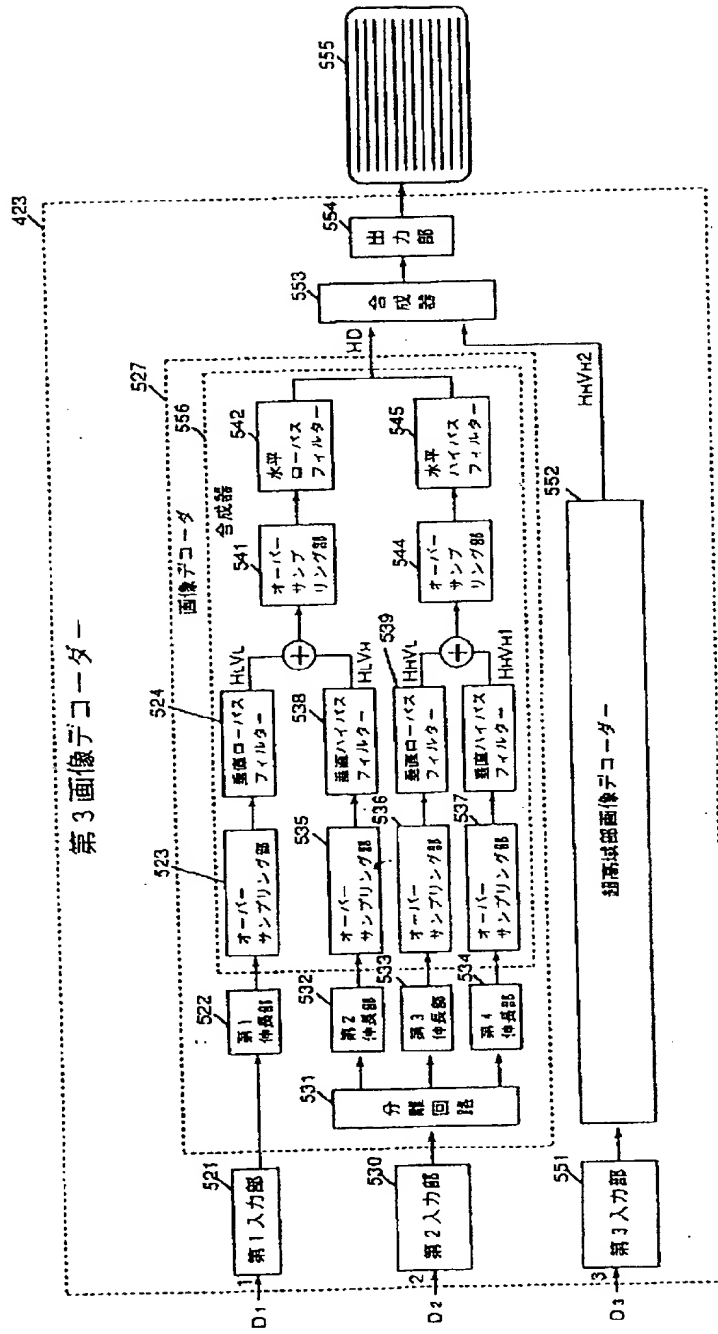 第3画像デコーダー
423
527
画像デコーダ
556
合成器
D1
1
521
第1入力部
522
第1
伸長部
523
オーバー
サンプリング部
524
垂直ローパス
フィルター
HLVL
541
オーバー
サンプ
リング部
542
水平
ローパス
フィルター
D2
2
530
第2入力部
531
分離回路
532
第2
伸長部
535
オーバー
サンプリング部
538
垂直ハイパス
フィルター
HLVH
533
第3
伸長部
536
オーバー
サンプリング部
539
垂直ローパス
フィルター
HHVL
534
第4
伸長部
537
オーバー
サンプリング部
垂直ハイパス
フィルター
HHVH1
544
オーバー
サンプ
リング部
545
水平
ハイパス
フィルター
HD
553
合成器
554
出力部
555
D3
3
551
第3入力部
552
超高域部画像デコーダー
HHVH2